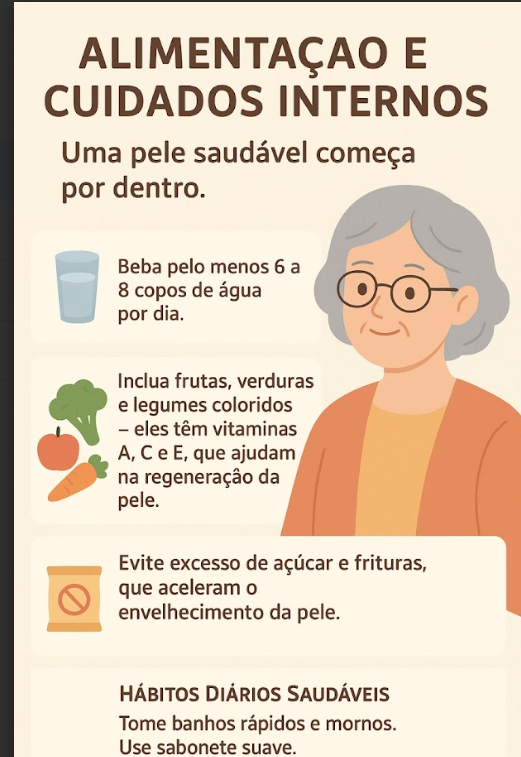 ALIMENTAÇAO E
CUIDADOS INTERNOS
Uma pele saudável começa
por dentro.
Beba pelo menos 6 a
8 copos de água
por dia.
Inclua frutas, verduras
e legumes coloridos
– eles têm vitaminas
A, C e E, que ajudam
na regeneraçâo da
pele.
Evite excesso de açúcar e frituras,
que aceleram o
envelhecimento da pele.
HÁBITOS DIÁRIOS SAUDÁVEIS
Tome banhos rápidos e mornos.
Use sabonete suave.